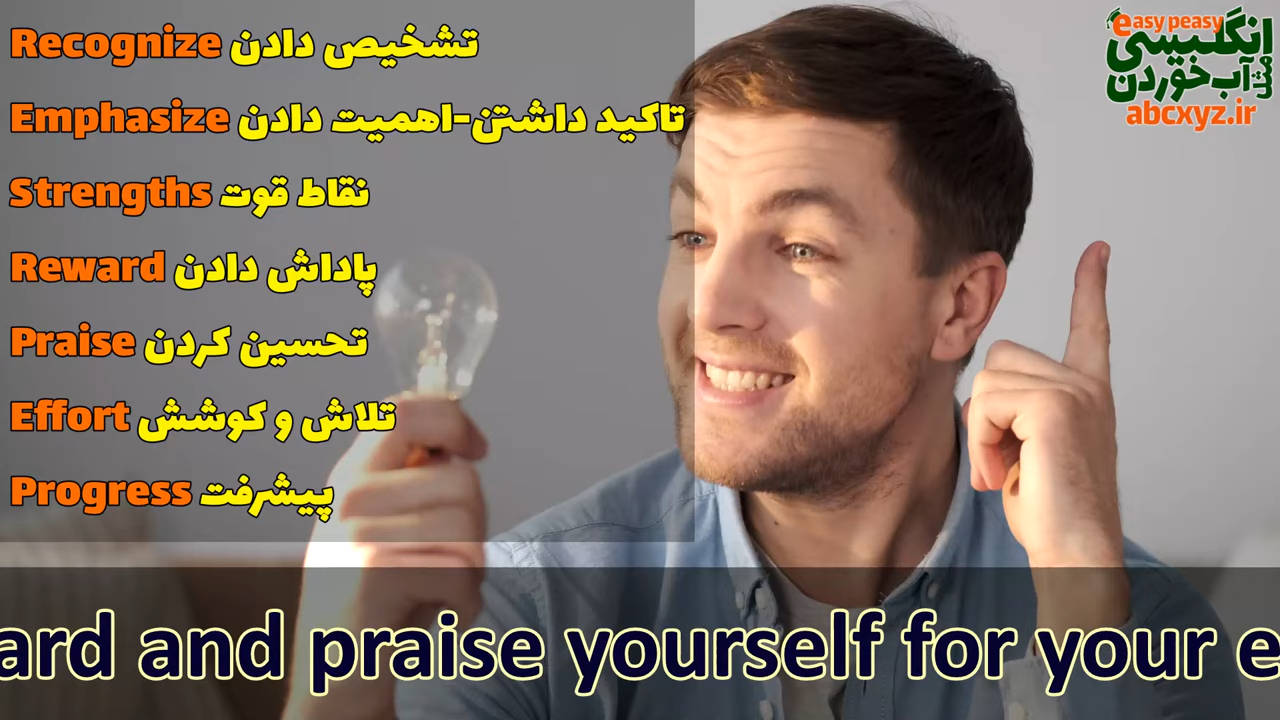 Recognize تشخیص دادن
Emphasize تاکید داشتن-اهمیت دادن
Strengths نقاط قوت
Reward پاداش دادن
Praise تحسین کردن
Effort تلاش و کوشش
Progress پیشرفت
easy peasy
انگلیسی
مثل آب خوردن
abcxyz.ir
ard and praise yourself for your e